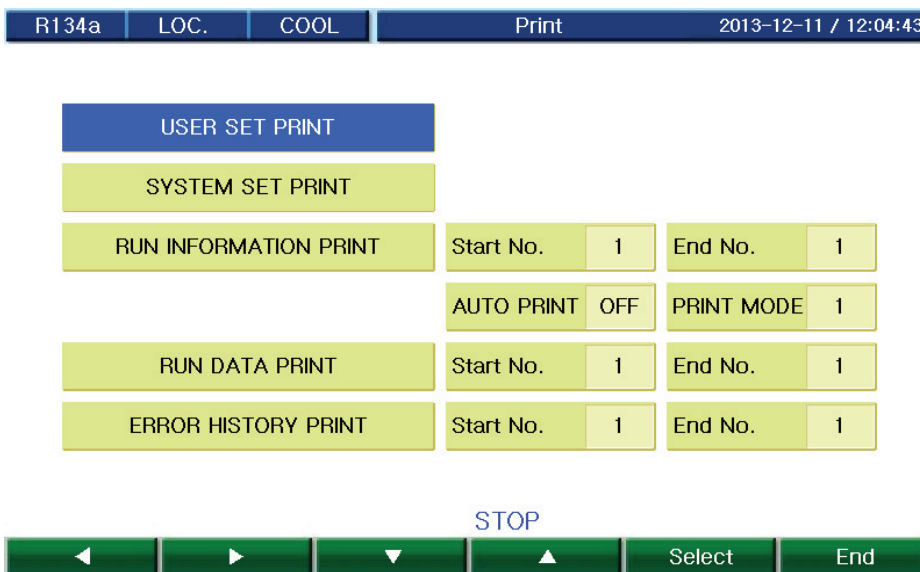 R134a LOC. COOL Print 2013-12-11 / 12:04:43
USER SET PRINT
SYSTEM SET PRINT
RUN INFORMATION PRINT Start No. 1 End No. 1
AUTO PRINT OFF PRINT MODE 1
RUN DATA PRINT Start No. 1 End No. 1
ERROR HISTORY PRINT Start No. 1 End No. 1
STOP
Select End